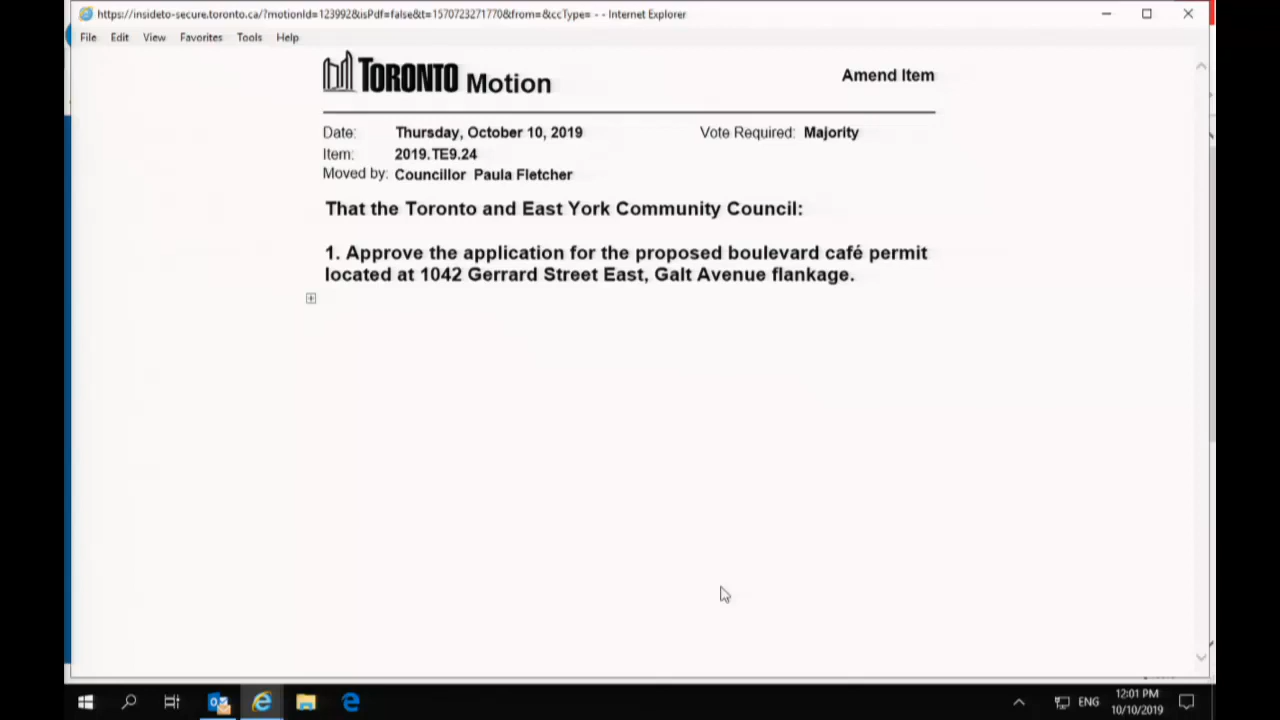 https://insideto-secure.toronto.ca/?motionId=123992&isPdf=false&t=1570723271770&from=&ccType= - - Internet Explorer
File Edit View Favorites Tools Help
TORONTO Motion
Amend Item
Date: Thursday, October 10, 2019 Vote Required: Majority
Item: 2019.TE9.24
Moved by: Councillor Paula Fletcher
That the Toronto and East York Community Council:
1. Approve the application for the proposed boulevard café permit
located at 1042 Gerrard Street East, Galt Avenue flankage.
ENG
12:01 PM
10/10/2019